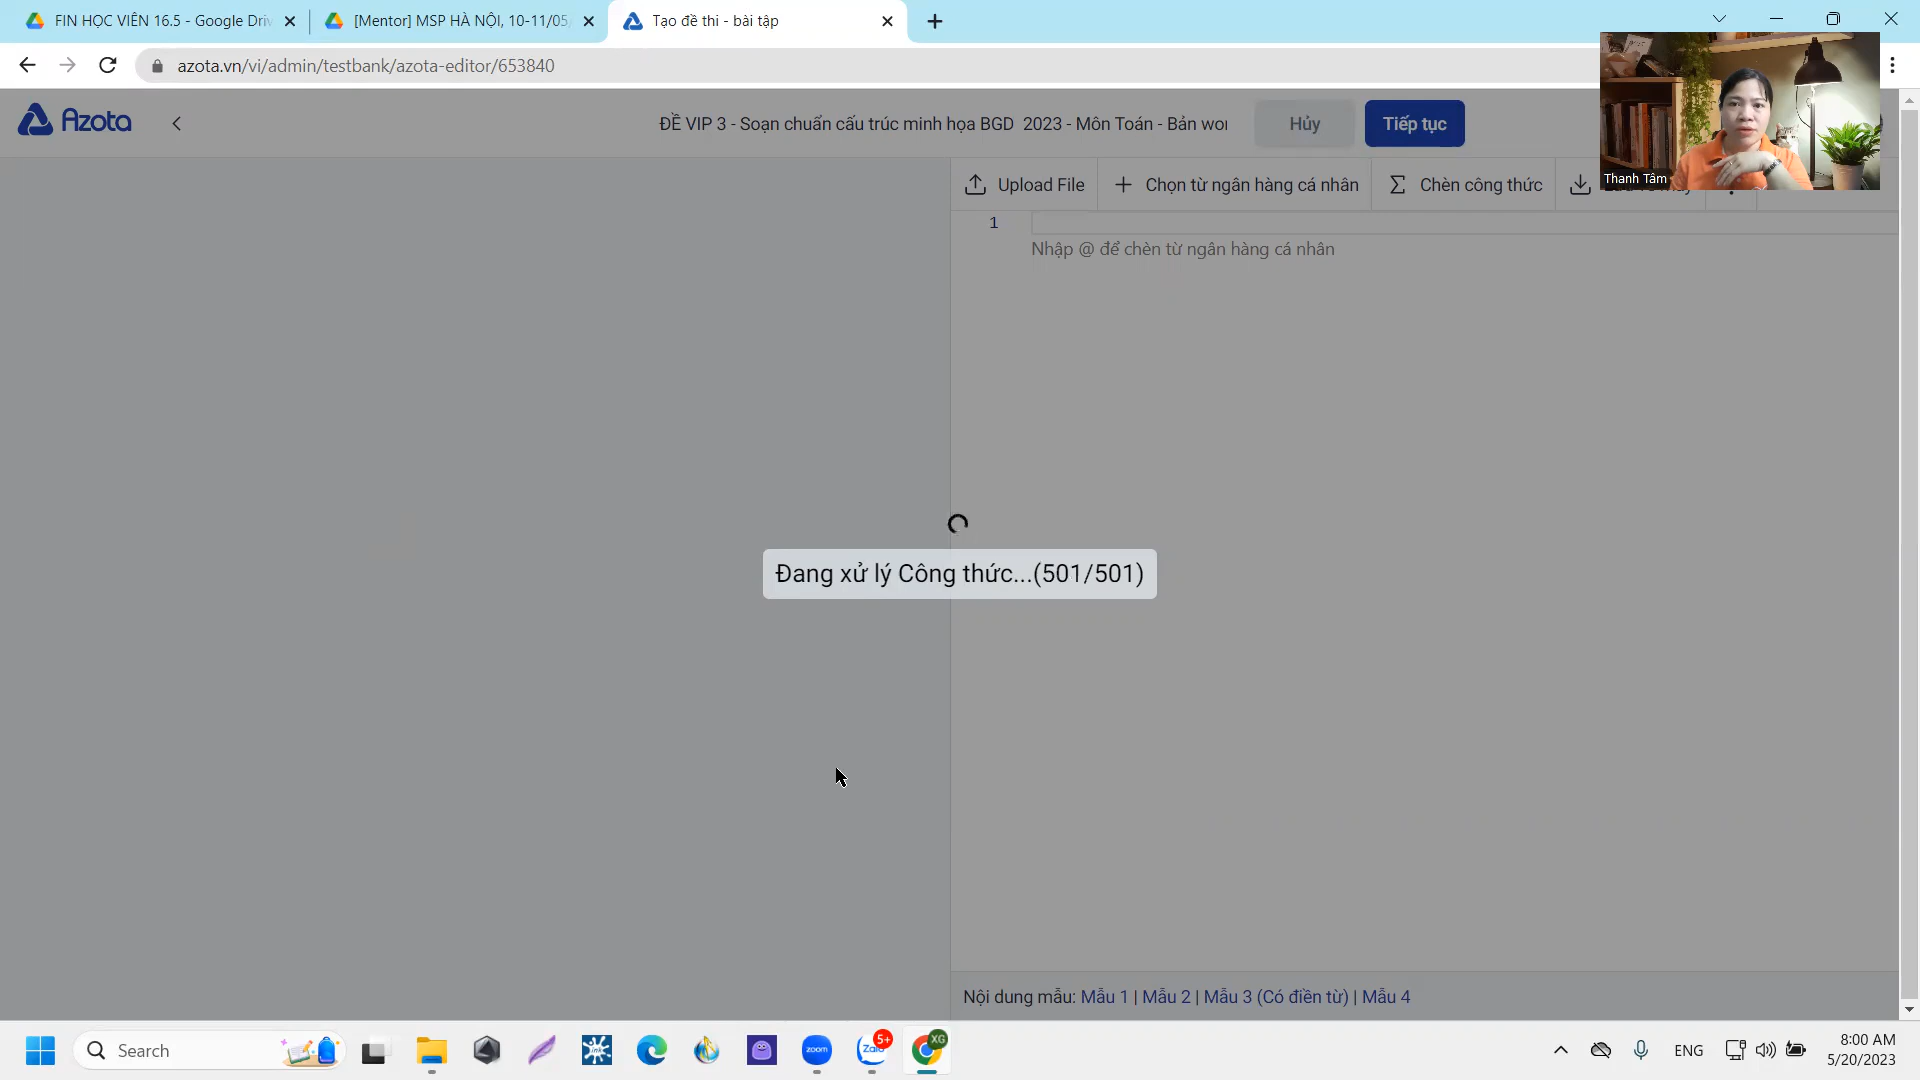 FIN HỌC VIÊN 16.5 - Google Driv
[Mentor] MSP HÀ NỘI, 10-11/05
Tạo đề thi - bài tập
azota.vn/vi/admin/testbank/azota-editor/653840
Azota
ĐỀ VIP 3 - Soạn chuẩn cấu trúc minh họa BGD 2023 - Môn Toán - Bản wor
Hủy
Tiếp tục
Thanh Tâm
Upload File
Chọn từ ngân hàng cá nhân
Chèn công thức
1
Nhập @ để chèn từ ngân hàng cá nhân
Đang xử lý Công thức...(501/501)
Nội dung mẫu: Mẫu 1 | Mẫu 2 | Mẫu 3 (Có điền từ) | Mẫu 4
Search
zoom
Zalo
5+
XG
ENG
8:00 AM
5/20/2023